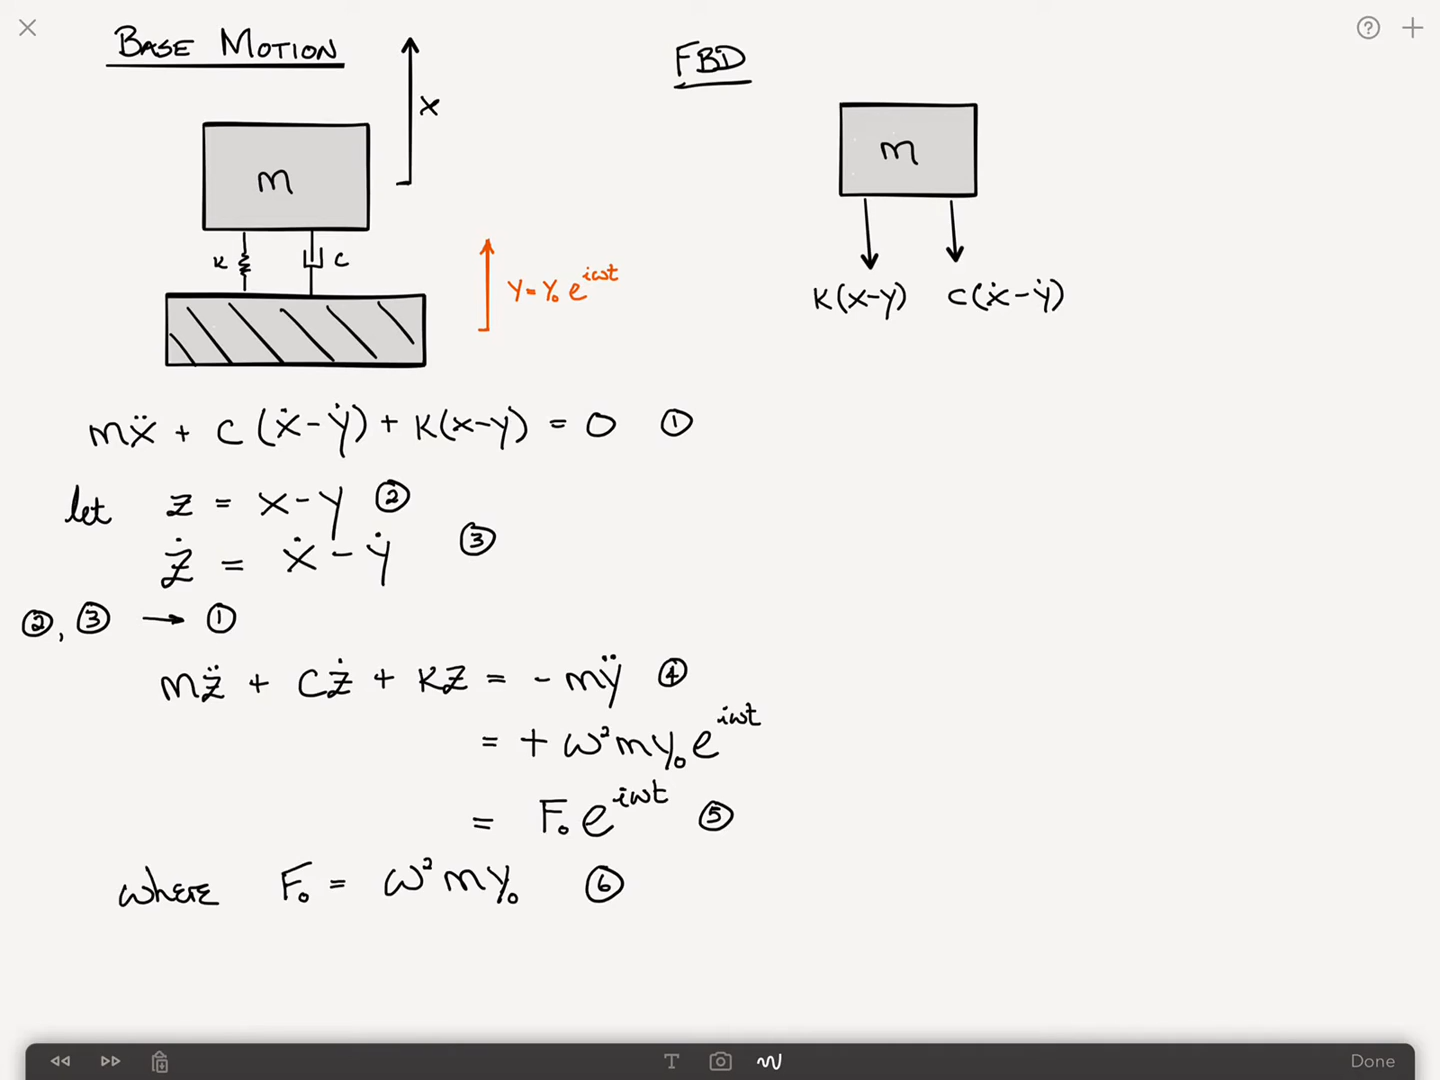 BASE MOTION
x
m
K
C
Y=Y₀ e^{iωt}
FBD
m
K(x-y) C(ẋ-ẏ)
mẍ + C(ẋ-ẏ) + K(x-y) = 0 ①
let z = x-y ②
ż = ẋ - ẏ ③
②, ③ → ①
mz̈ + Cż + Kz = - mÿ ④
= + ω²my₀e^{iωt}
= F₀ e^{iωt} ⑤
where F₀ = ω²my₀ ⑥
T
Done